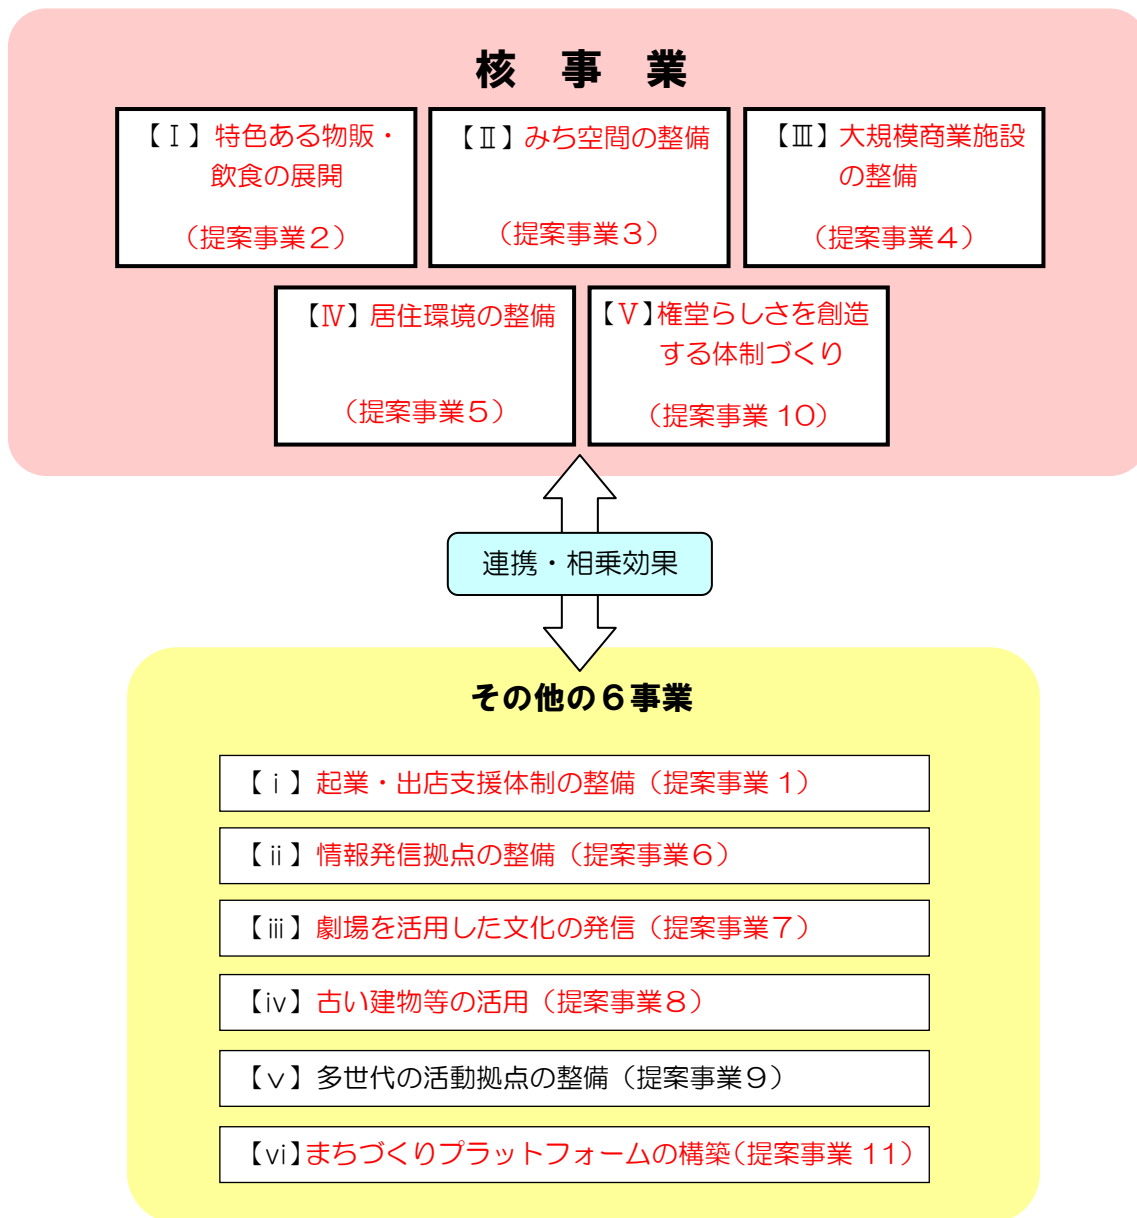 核 事 業
【Ⅰ】特色ある物販・
飲食の展開
（提案事業２）
【Ⅱ】みち空間の整備
（提案事業３）
【Ⅲ】大規模商業施設
の整備
（提案事業４）
【Ⅳ】居住環境の整備
（提案事業５）
【Ⅴ】権堂らしさを創造
する体制づくり
（提案事業 10）
連携・相乗効果
その他の６事業
【ⅰ】起業・出店支援体制の整備（提案事業 1）
【ⅱ】情報発信拠点の整備（提案事業６）
【ⅲ】劇場を活用した文化の発信（提案事業７）
【ⅳ】古い建物等の活用（提案事業８）
【ⅴ】多世代の活動拠点の整備（提案事業９）
【ⅵ】まちづくりプラットフォームの構築（提案事業 11）